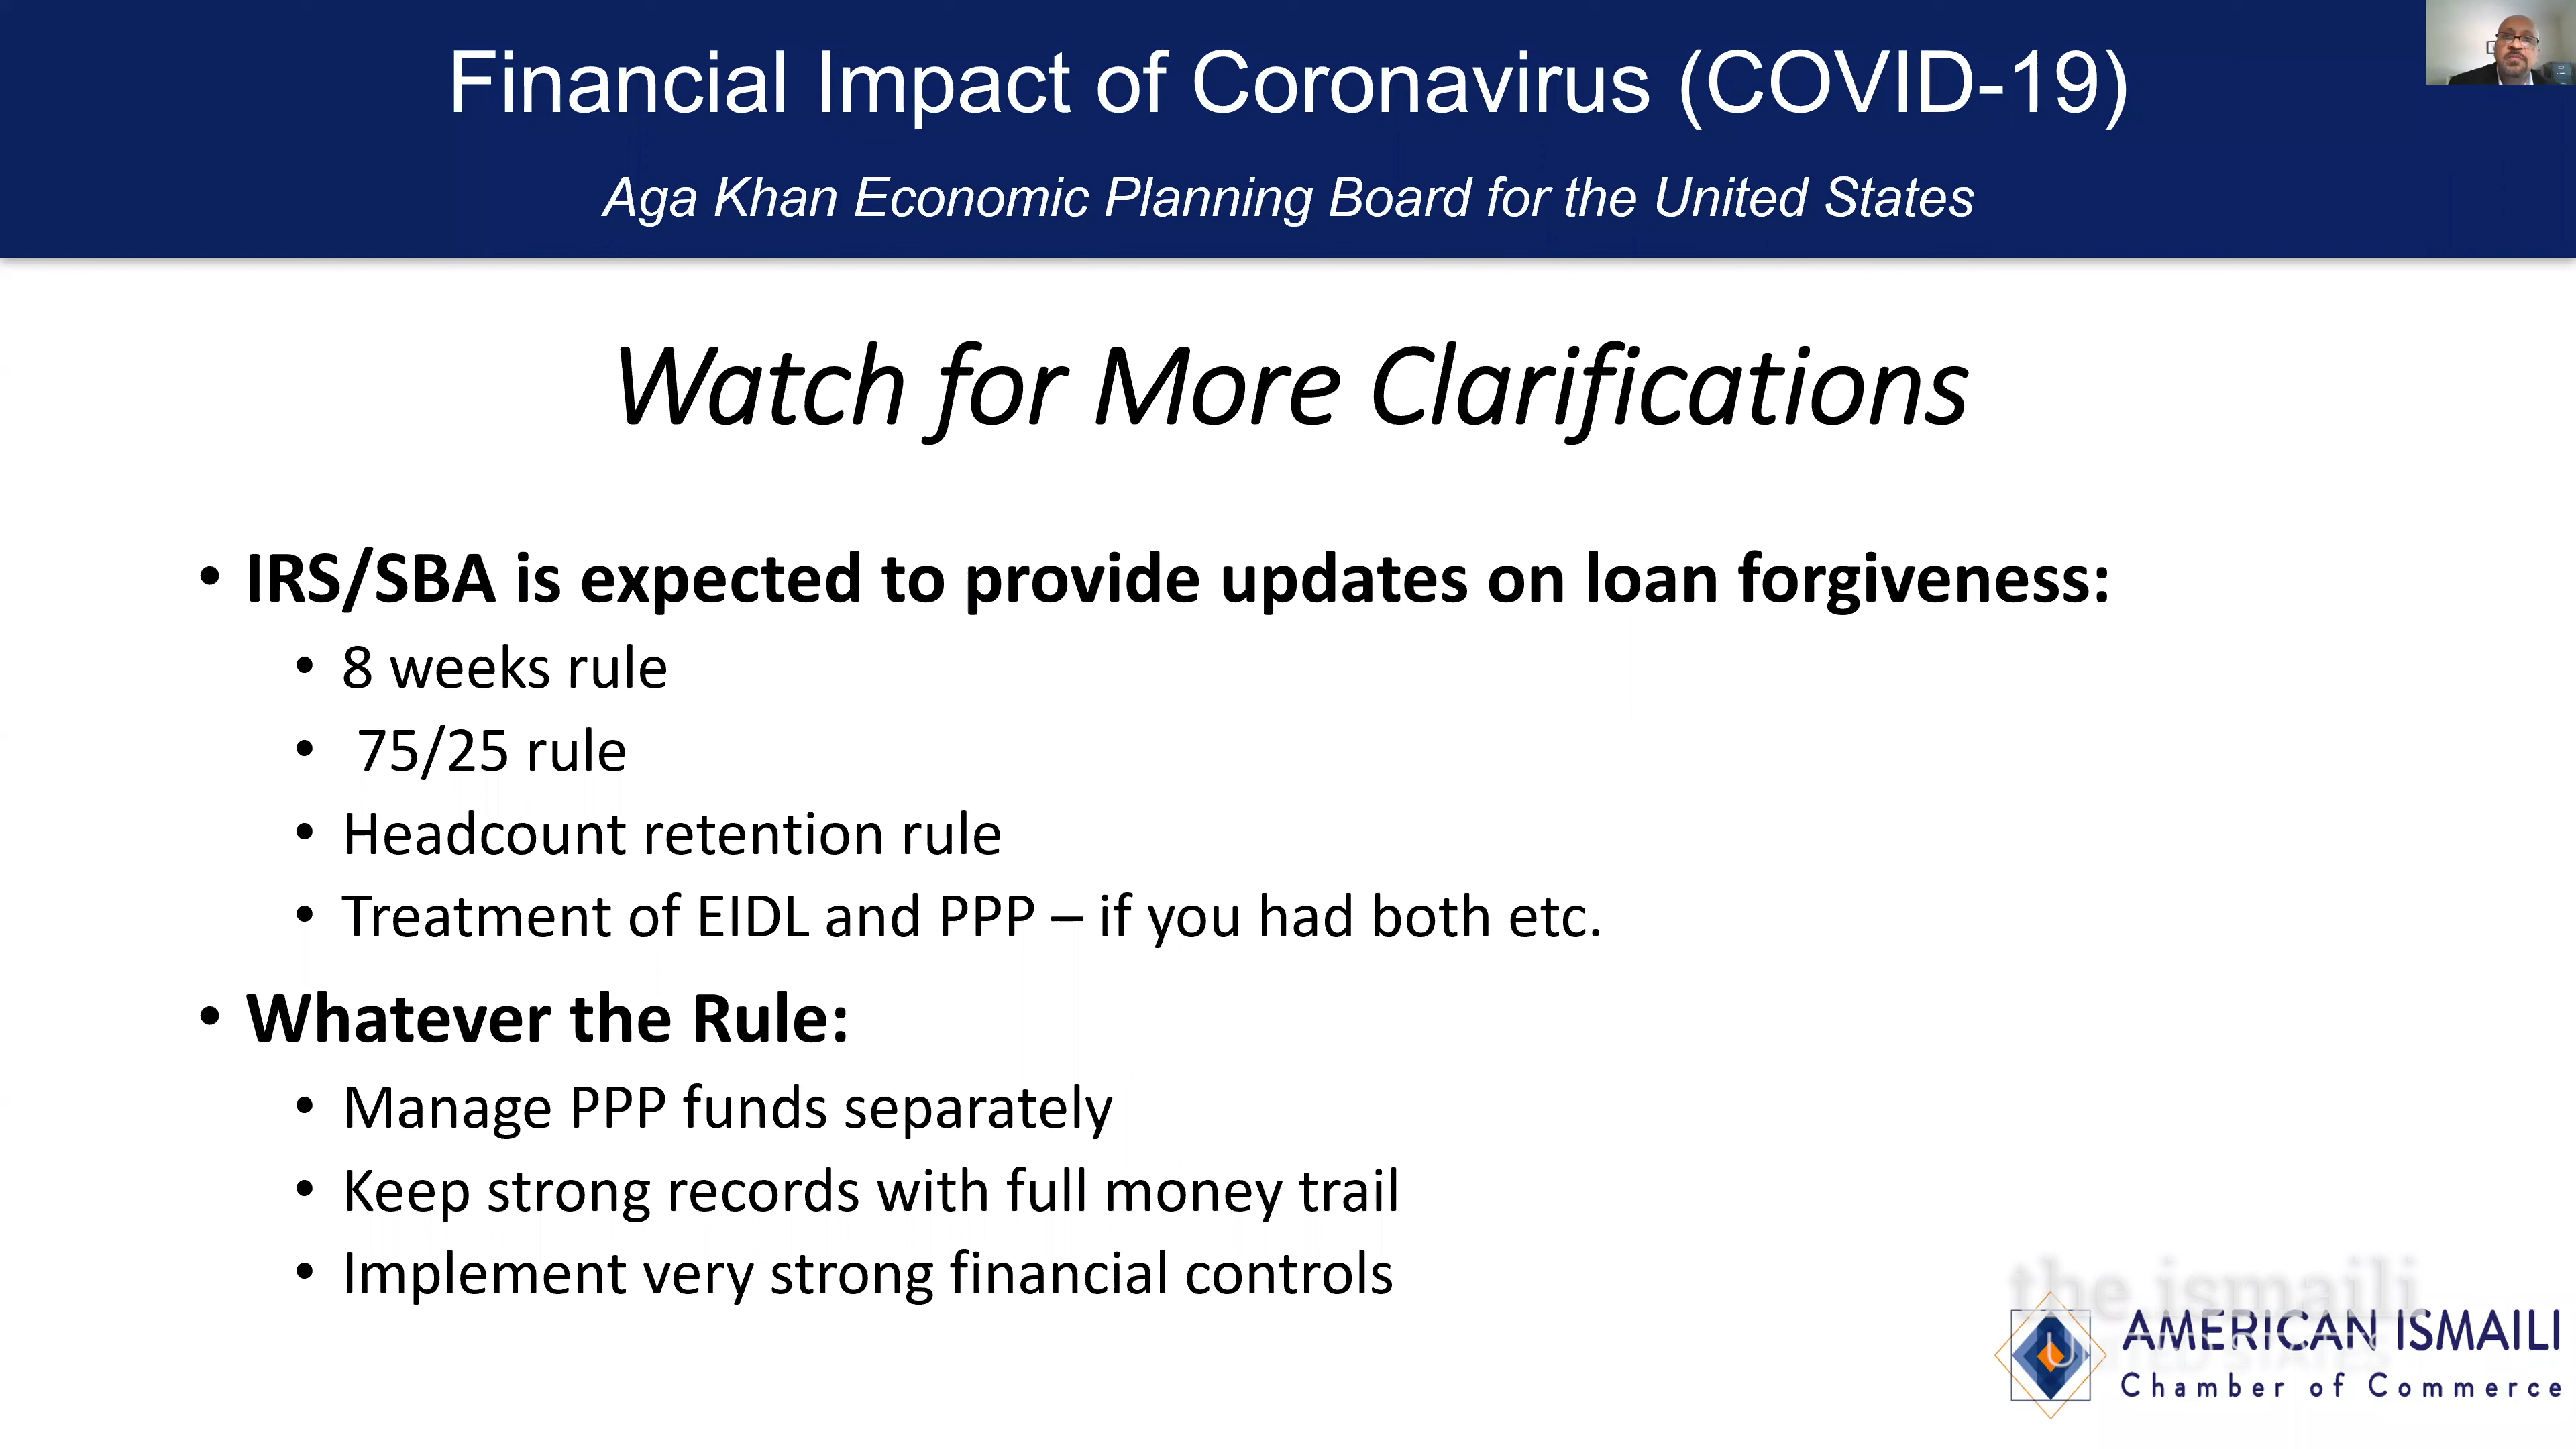 Financial Impact of Coronavirus (COVID-19)
Aga Khan Economic Planning Board for the United States
Watch for More Clarifications
• IRS/SBA is expected to provide updates on loan forgiveness:
• 8 weeks rule
• 75/25 rule
• Headcount retention rule
• Treatment of EIDL and PPP – if you had both etc.
• Whatever the Rule:
• Manage PPP funds separately
• Keep strong records with full money trail
• Implement very strong financial controls
the ismaili
AMERICAN ISMAILI
Chamber of Commerce